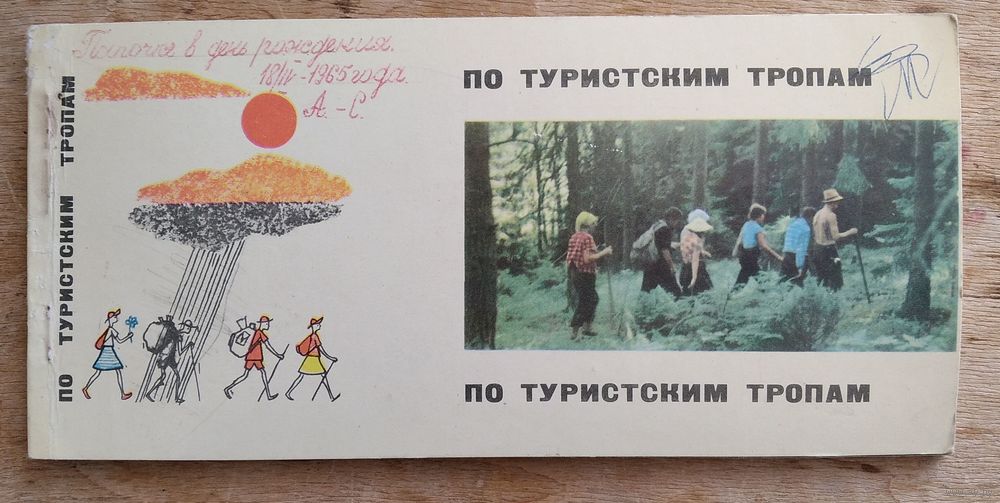 Папочке в день рождения.
18/IV-1965 года.
А.-С.
ПО ТУРИСТСКИМ ТРОПАМ
ПО ТУРИСТСКИМ ТРОПАМ
ПО ТУРИСТСКИМ ТРОПАМ